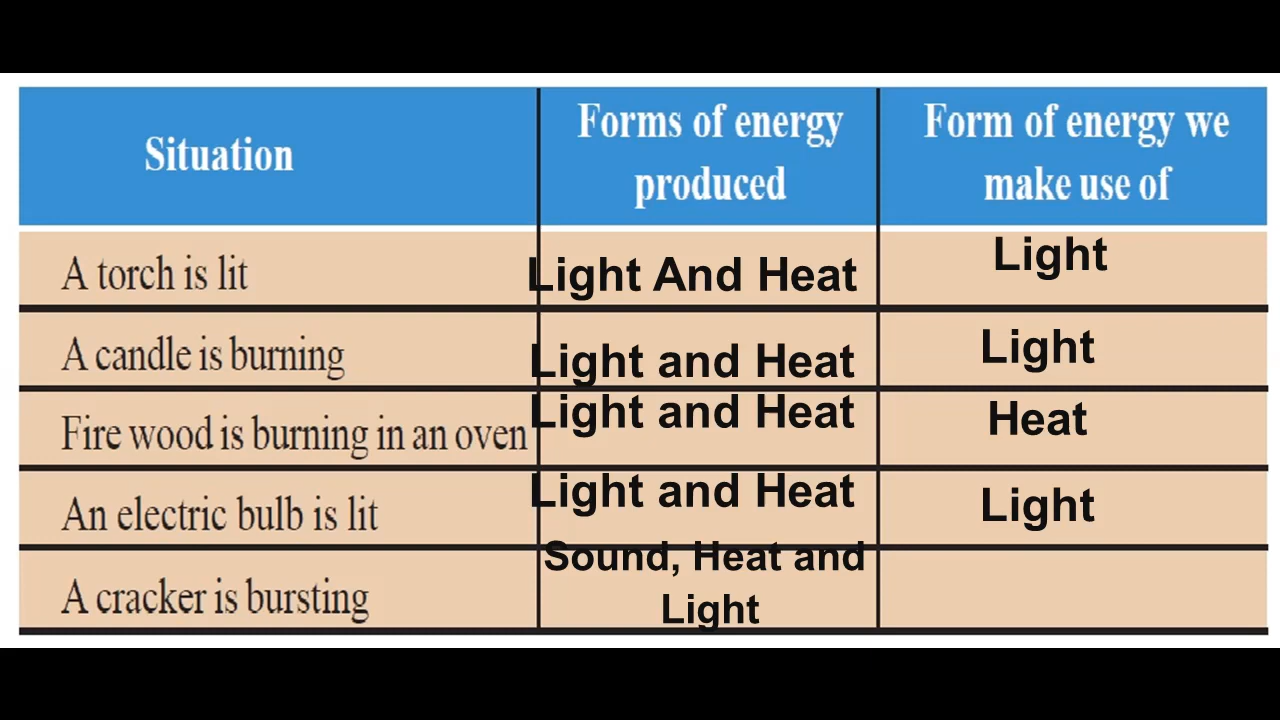 Situation
Forms of energy
produced
Form of energy we
make use of
A torch is lit
Light And Heat
Light
A candle is burning
Light and Heat
Light
Fire wood is burning in an oven
Light and Heat
Heat
An electric bulb is lit
Light and Heat
Light
A cracker is bursting
Sound, Heat and
Light